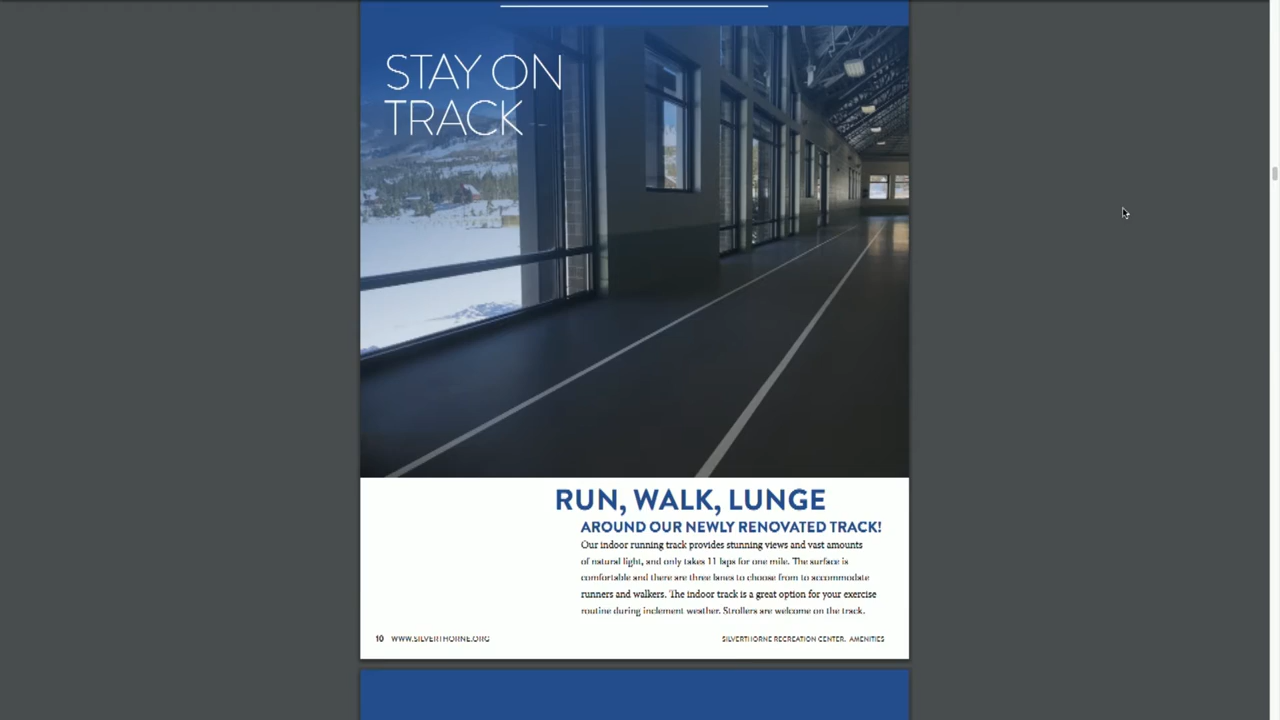 STAY ON
TRACK
RUN, WALK, LUNGE
AROUND OUR NEWLY RENOVATED TRACK!
Our indoor running track provides stunning views and vast amounts
of natural light, and only takes 11 laps for one mile. The surface is
comfortable and there are three lanes to choose from to accommodate
runners and walkers. The indoor track is a great option for your exercise
routine during inclement weather. Strollers are welcome on the track.
10 WWW.SILVERTHORNE.ORG
SILVERTHORNE RECREATION CENTER. AMENITIES